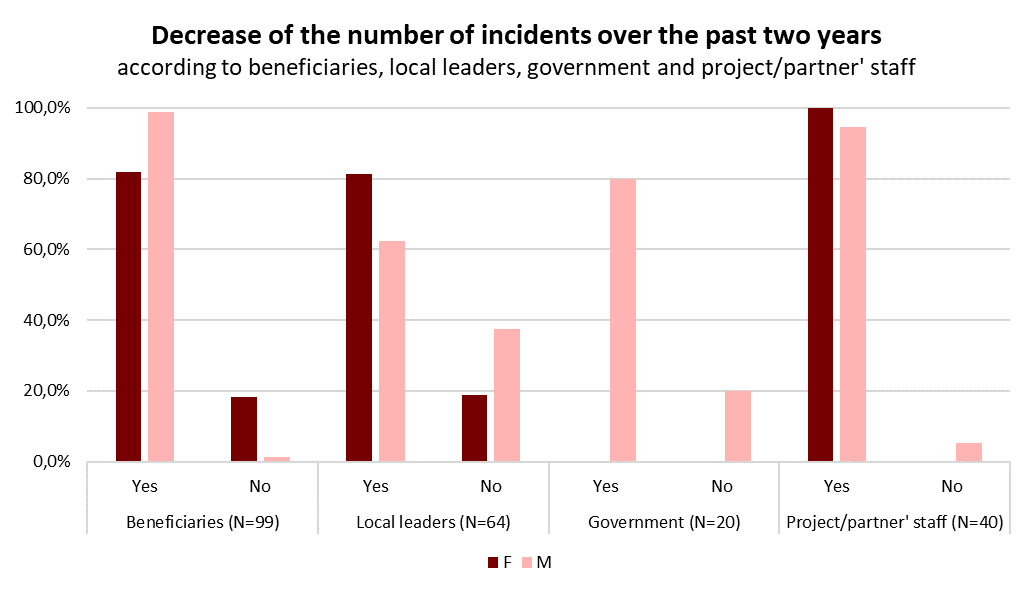 Decrease of the number of incidents over the past two years
according to beneficiaries, local leaders, government and project/partner' staff
100,0%
80,0%
60,0%
40,0%
20,0%
0,0%
Yes No Yes No Yes No Yes No
Beneficiaries (N=99) Local leaders (N=64) Government (N=20) Project/partner' staff (N=40)
F M